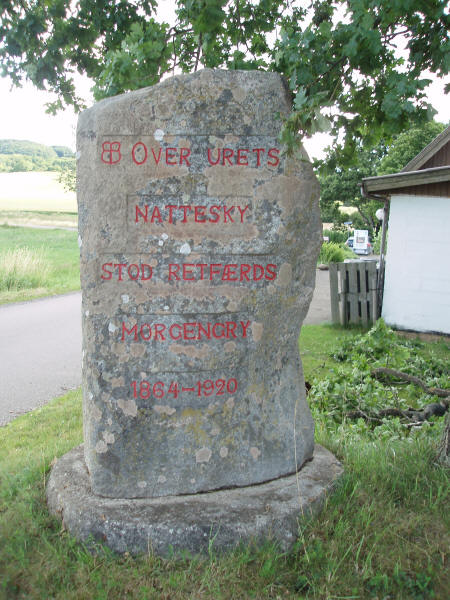 OVER URETS
NATTESKY
STOD RETFÆRDS
MORGENGRY
1864-1920